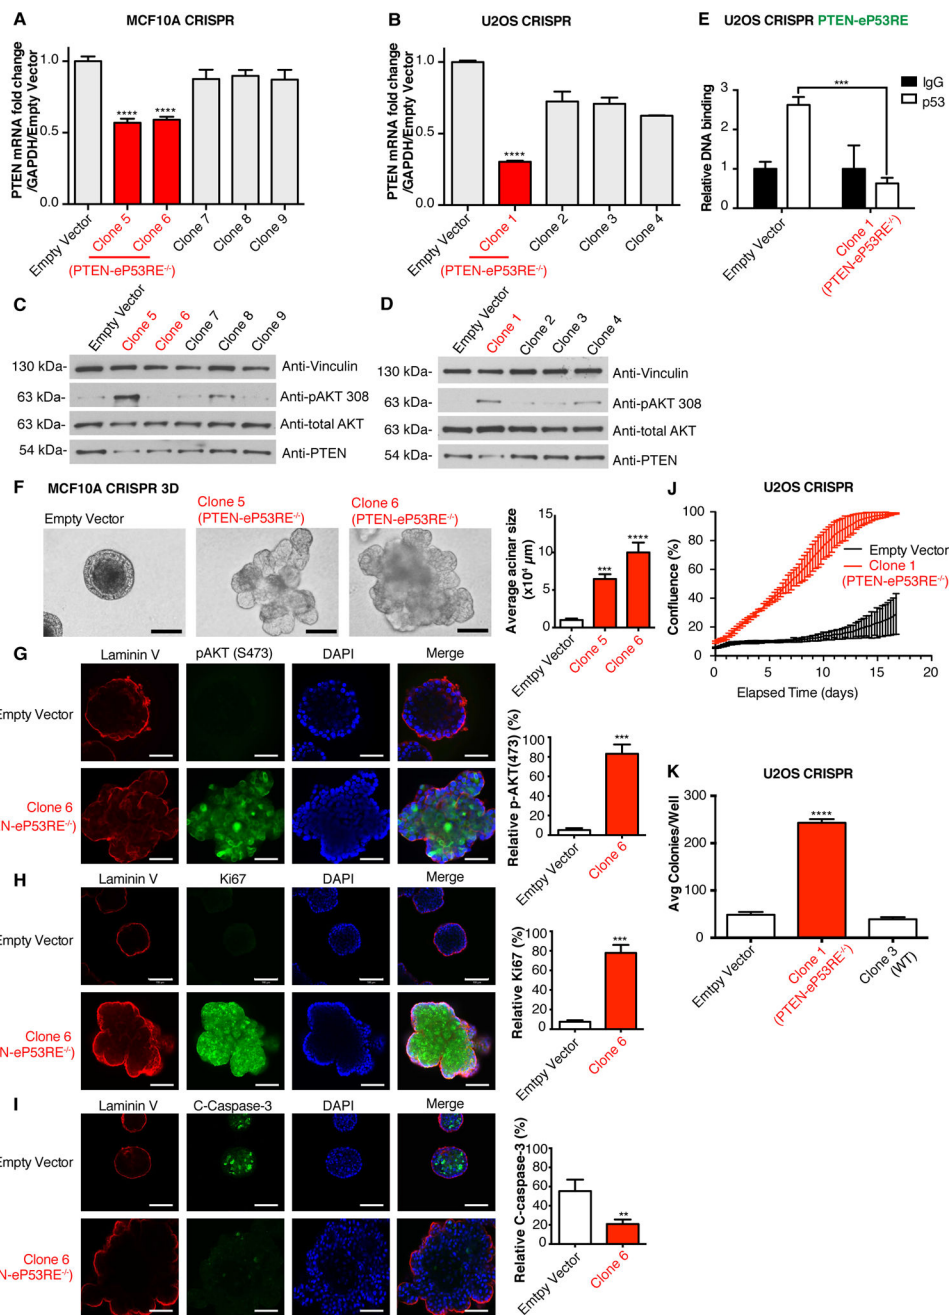 A MCF10A CRISPR
PTEN mRNA fold change
/GAPDH/Empty Vector
1.0
0.5
0.0
****
****
Empty Vector
Clone 5
Clone 6
Clone 7
Clone 8
Clone 9
(PTEN-eP53RE-/-)
B U2OS CRISPR
PTEN mRNA fold change
/GAPDH/Empty Vector
1.0
0.5
0.0
****
Empty Vector
Clone 1
Clone 2
Clone 3
Clone 4
(PTEN-eP53RE-/-)
E U2OS CRISPR PTEN-eP53RE
IgG
p53
***
Relative DNA binding
3
2
1
0
Empty Vector
Clone 1
(PTEN-eP53RE-/-)
C
Empty Vector
Clone 5
Clone 6
Clone 7
Clone 8
Clone 9
130 kDa- Anti-Vinculin
63 kDa- Anti-pAKT 308
63 kDa- Anti-total AKT
54 kDa- Anti-PTEN
D
Empty Vector
Clone 1
Clone 2
Clone 3
Clone 4
130 kDa- Anti-Vinculin
63 kDa- Anti-pAKT 308
63 kDa- Anti-total AKT
54 kDa- Anti-PTEN
F MCF10A CRISPR 3D
Empty Vector
Clone 5
(PTEN-eP53RE-/-)
Clone 6
(PTEN-eP53RE-/-)
Average acinar size
(x10⁴ µm)
15
10
5
0
***
****
Emtpy Vector
Clone 5
Clone 6
J U2OS CRISPR
Confluence (%)
100
80
60
40
20
0
Empty Vector
Clone 1
(PTEN-eP53RE-/-)
0 5 10 15 20
Elapsed Time (days)
G
Laminin V pAKT (S473) DAPI Merge
Empty Vector
Clone 6
N-eP53RE-/-)
Relative p-AKT(473) (%)
100
80
60
40
20
0
***
Emtpy Vector
Clone 6
K U2OS CRISPR
Avg Colonies/Well
300
200
100
0
****
Empty Vector
Clone 1
(PTEN-eP53RE-/-)
Clone 3
(WT)
H
Laminin V Ki67 DAPI Merge
Empty Vector
Clone 6
N-eP53RE-/-)
Relative Ki67 (%)
100
80
60
40
20
0
***
Emtpy Vector
Clone 6
I
Laminin V C-Caspase-3 DAPI Merge
Empty Vector
Clone 6
N-eP53RE-/-)
Relative C-caspase-3 (%)
100
80
60
40
20
0
**
Empty Vector
Clone 6